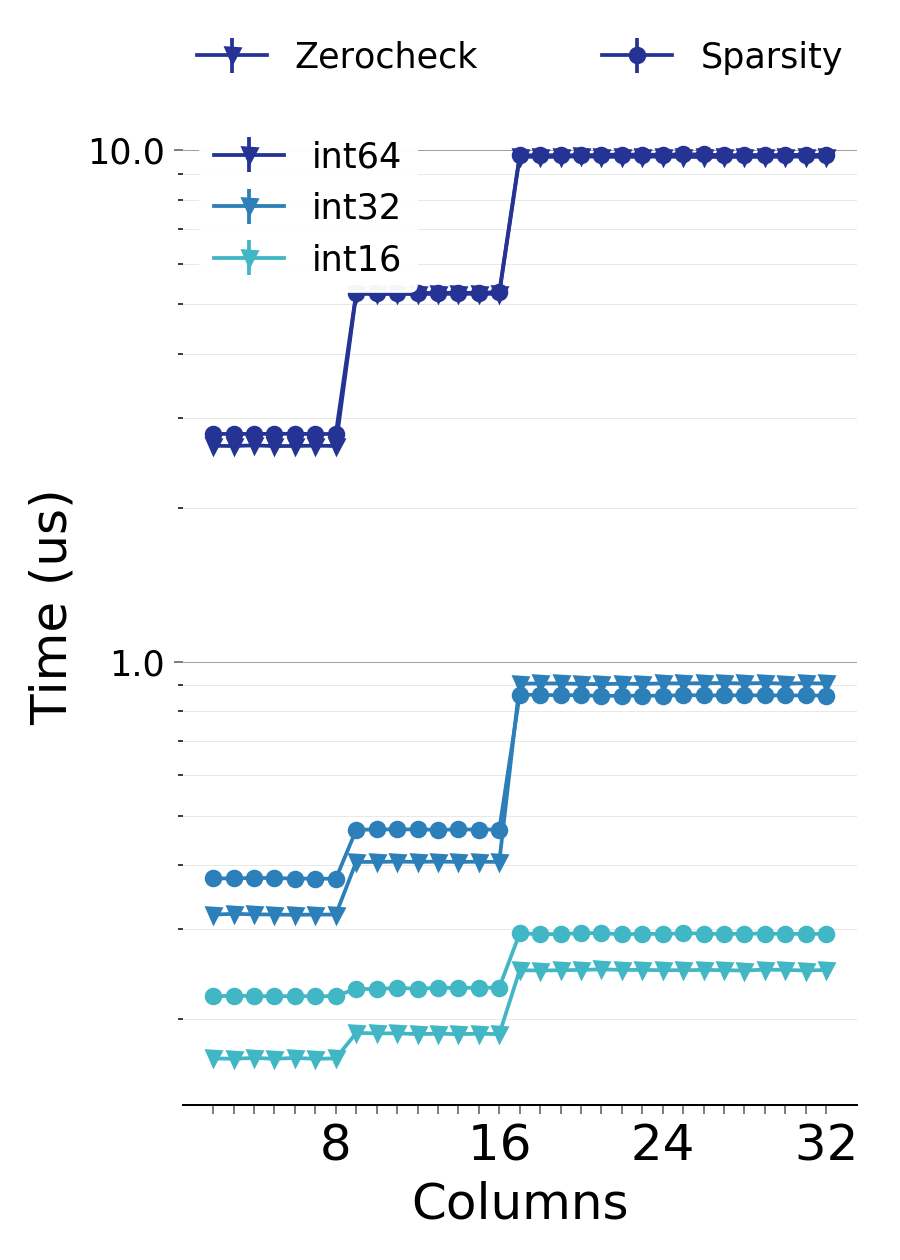 Zerocheck Sparsity
10.0
int64
int32
int16
Time (us)
1.0
8 16 24 32
Columns